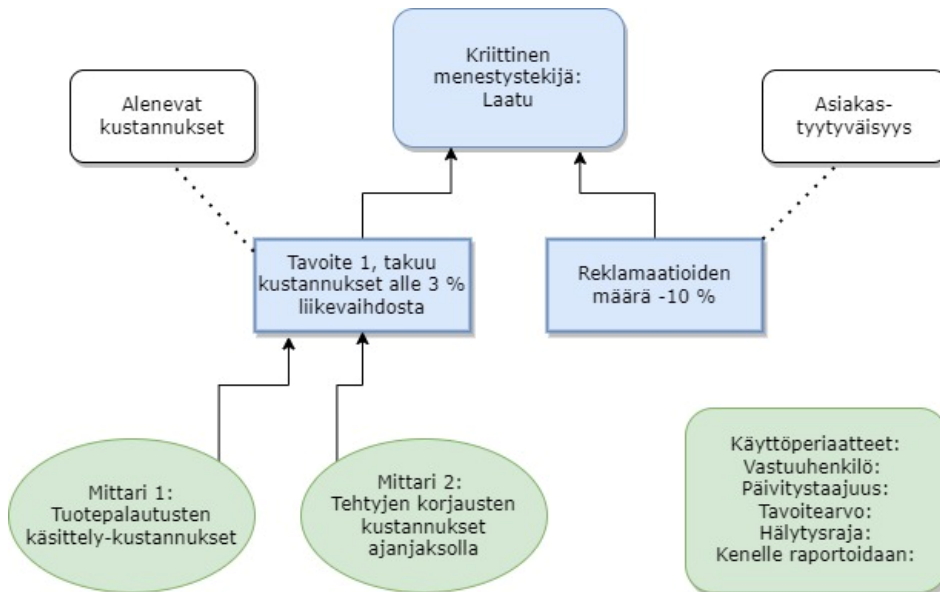 Kriittinen
menestystekijä:
Laatu
Alenevat
kustannukset
Asiakas-
tyytyväisyys
Tavoite 1, takuu
kustannukset alle 3 %
liikevaihdosta
Reklamaatioiden
määrä -10 %
Mittari 1:
Tuotepalautusten
käsittely-kustannukset
Mittari 2:
Tehtyjen korjausten
kustannukset
ajanjaksolla
Käyttöperiaatteet:
Vastuuhenkilö:
Päivitystaajuus:
Tavoitearvo:
Hälytysraja:
Kenelle raportoidaan: